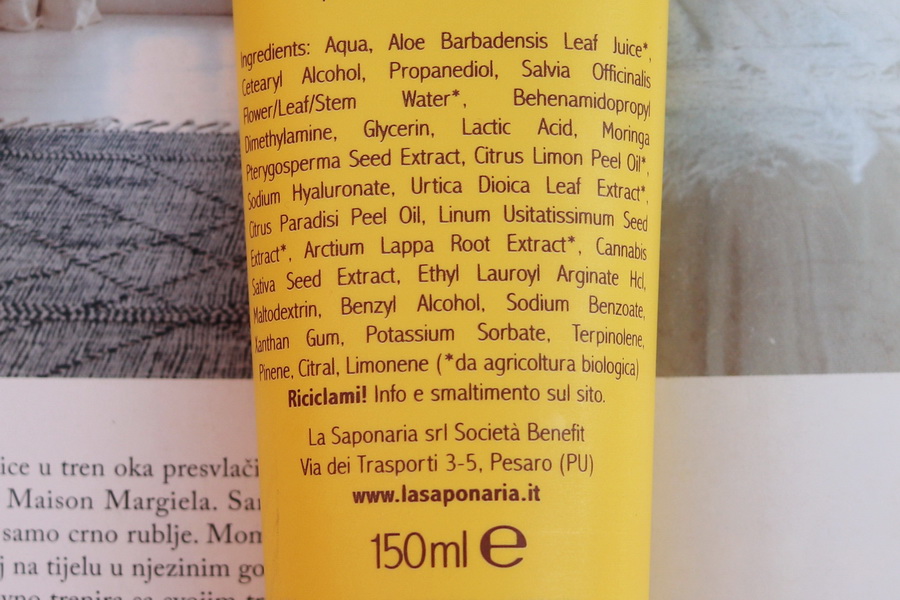 Ingredients: Aqua, Aloe Barbadensis Leaf Juice*,
Cetearyl Alcohol, Propanediol, Salvia Officinalis
Flower/Leaf/Stem Water*, Behenamidopropyl
Dimethylamine, Glycerin, Lactic Acid, Moringa
Pterygosperma Seed Extract, Citrus Limon Peel Oil*,
Sodium Hyaluronate, Urtica Dioica Leaf Extract*,
Citrus Paradisi Peel Oil, Linum Usitatissimum Seed
Extract*, Arctium Lappa Root Extract*, Cannabis
Sativa Seed Extract, Ethyl Lauroyl Arginate Hcl,
Maltodextrin, Benzyl Alcohol, Sodium Benzoate,
Xanthan Gum, Potassium Sorbate, Terpinolene,
Pinene, Citral, Limonene (*da agricoltura biologica)
Riciclami! Info e smaltimento sul sito.
La Saponaria srl Società Benefit
Via dei Trasporti 3-5, Pesaro (PU)
www.lasaponaria.it
150ml e
ice u tren oka presvlači
Maison Margiela.
samo crno rublje.
na tijelu u njezinim